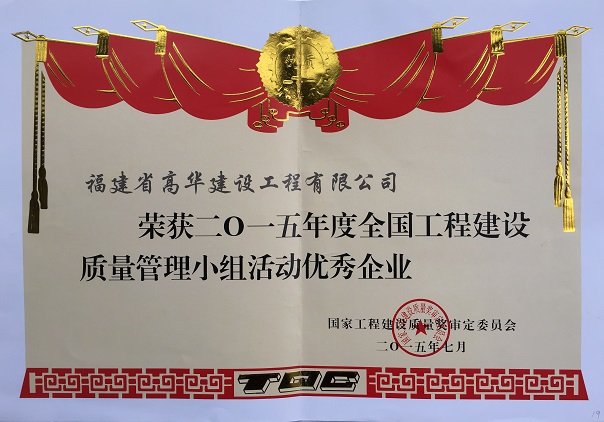 福建省高华建设工程有限公司
荣获二O一五年度全国工程建设
质量管理小组活动优秀企业
国家工程建设质量奖审定委员会
二〇一五年七月
TQC
19